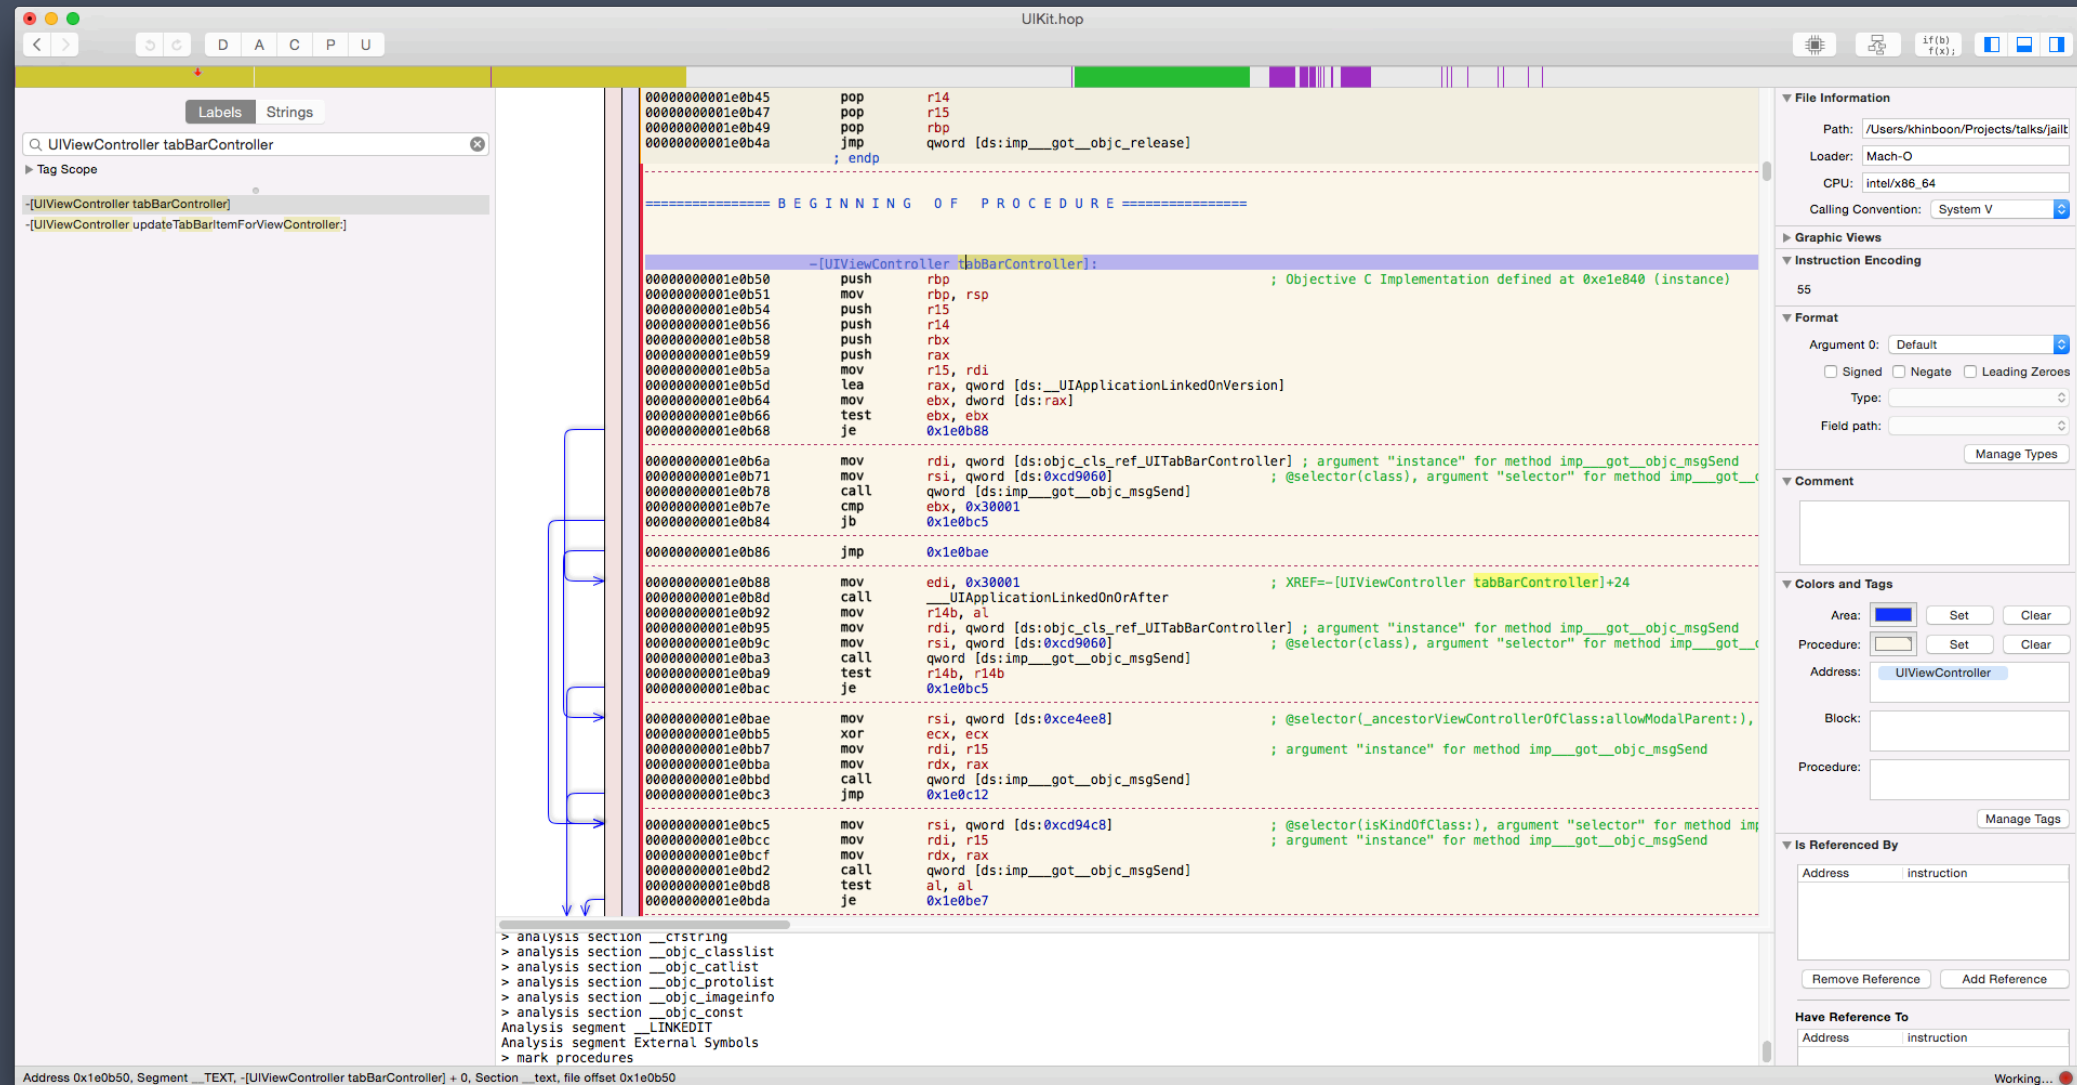 UIKit.hop
D A C P U
if(b)
f(x);
Labels Strings
UIViewController tabBarController
Tag Scope
-[UIViewController tabBarController]
-[UIViewController updateTabBarItemForViewController:]
00000000001e0b45 pop r14
00000000001e0b47 pop r15
00000000001e0b49 pop rbp
00000000001e0b4a jmp qword [ds:imp___got__objc_release]
; endp
================ B E G I N N I N G   O F   P R O C E D U R E ================
-[UIViewController tabBarController]:
00000000001e0b50 push rbp ; Objective C Implementation defined at 0xe1e840 (instance)
00000000001e0b51 mov rbp, rsp
00000000001e0b54 push r15
00000000001e0b56 push r14
00000000001e0b58 push rbx
00000000001e0b59 push rax
00000000001e0b5a mov r15, rdi
00000000001e0b5d lea rax, qword [ds:__UIApplicationLinkedOnVersion]
00000000001e0b64 mov ebx, dword [ds:rax]
00000000001e0b66 test ebx, ebx
00000000001e0b68 je 0x1e0b88
00000000001e0b6a mov rdi, qword [ds:objc_cls_ref_UITabBarController] ; argument "instance" for method imp___got__objc_msgSend
00000000001e0b71 mov rsi, qword [ds:0xcd9060] ; @selector(class), argument "selector" for method imp___got__
00000000001e0b78 call qword [ds:imp___got__objc_msgSend]
00000000001e0b7e cmp ebx, 0x30001
00000000001e0b84 jb 0x1e0bc5
00000000001e0b86 jmp 0x1e0bae
00000000001e0b88 mov edi, 0x30001 ; XREF=-[UIViewController tabBarController]+24
00000000001e0b8d call ___UIApplicationLinkedOnOrAfter
00000000001e0b92 mov r14b, al
00000000001e0b95 mov rdi, qword [ds:objc_cls_ref_UITabBarController] ; argument "instance" for method imp___got__objc_msgSend
00000000001e0b9c mov rsi, qword [ds:0xcd9060] ; @selector(class), argument "selector" for method imp___got__
00000000001e0ba3 call qword [ds:imp___got__objc_msgSend]
00000000001e0ba9 test r14b, r14b
00000000001e0bac je 0x1e0bc5
00000000001e0bae mov rsi, qword [ds:0xce4ee8] ; @selector(_ancestorViewControllerOfClass:allowModalParent:),
00000000001e0bb5 xor ecx, ecx
00000000001e0bb7 mov rdi, r15 ; argument "instance" for method imp___got__objc_msgSend
00000000001e0bba mov rdx, rax
00000000001e0bbd call qword [ds:imp___got__objc_msgSend]
00000000001e0bc3 jmp 0x1e0c12
00000000001e0bc5 mov rsi, qword [ds:0xcd94c8] ; @selector(isKindOfClass:), argument "selector" for method imp
00000000001e0bcc mov rdi, r15 ; argument "instance" for method imp___got__objc_msgSend
00000000001e0bcf mov rdx, rax
00000000001e0bd2 call qword [ds:imp___got__objc_msgSend]
00000000001e0bd8 test al, al
00000000001e0bda je 0x1e0be7
> analysis section __cfstring
> analysis section __objc_classlist
> analysis section __objc_catlist
> analysis section __objc_protolist
> analysis section __objc_imageinfo
> analysis section __objc_const
Analysis segment __LINKEDIT
Analysis segment External Symbols
> mark procedures
File Information
Path: /Users/khinboon/Projects/talks/jailb
Loader: Mach-O
CPU: intel/x86_64
Calling Convention: System V
Graphic Views
Instruction Encoding
55
Format
Argument 0: Default
Signed Negate Leading Zeroes
Type:
Field path:
Manage Types
Comment
Colors and Tags
Area: Set Clear
Procedure: Set Clear
Address: UIViewController
Block:
Procedure:
Manage Tags
Is Referenced By
Address instruction
Remove Reference Add Reference
Have Reference To
Address instruction
Address 0x1e0b50, Segment __TEXT, -[UIViewController tabBarController] + 0, Section __text, file offset 0x1e0b50
Working...